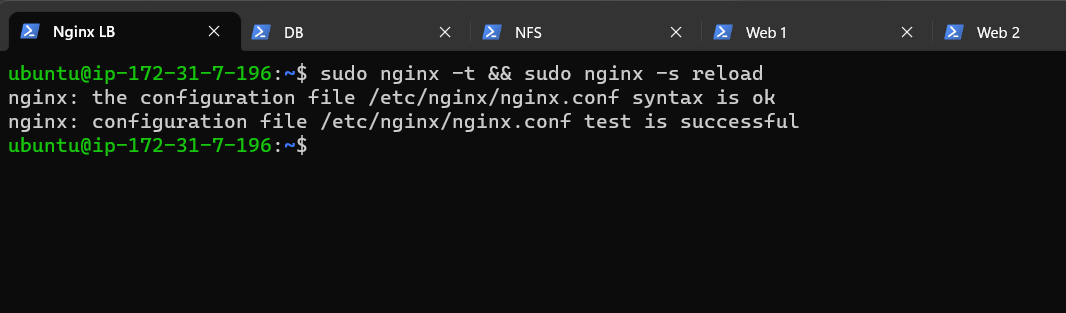 Nginx LB DB NFS Web 1 Web 2
ubuntu@ip-172-31-7-196:~$ sudo nginx -t && sudo nginx -s reload
nginx: the configuration file /etc/nginx/nginx.conf syntax is ok
nginx: configuration file /etc/nginx/nginx.conf test is successful
ubuntu@ip-172-31-7-196:~$